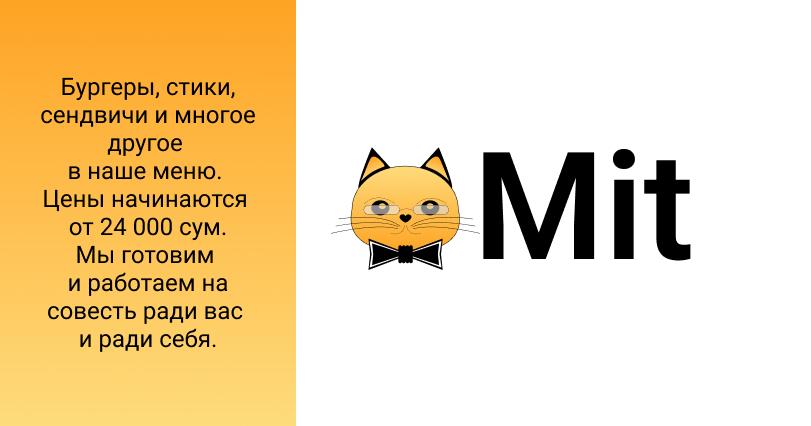 Бургеры, стики,
сендвичи и многое
другое
в наше меню.
Цены начинаются
от 24 000 сум.
Мы готовим
и работаем на
совесть ради вас
и ради себя.
Mit